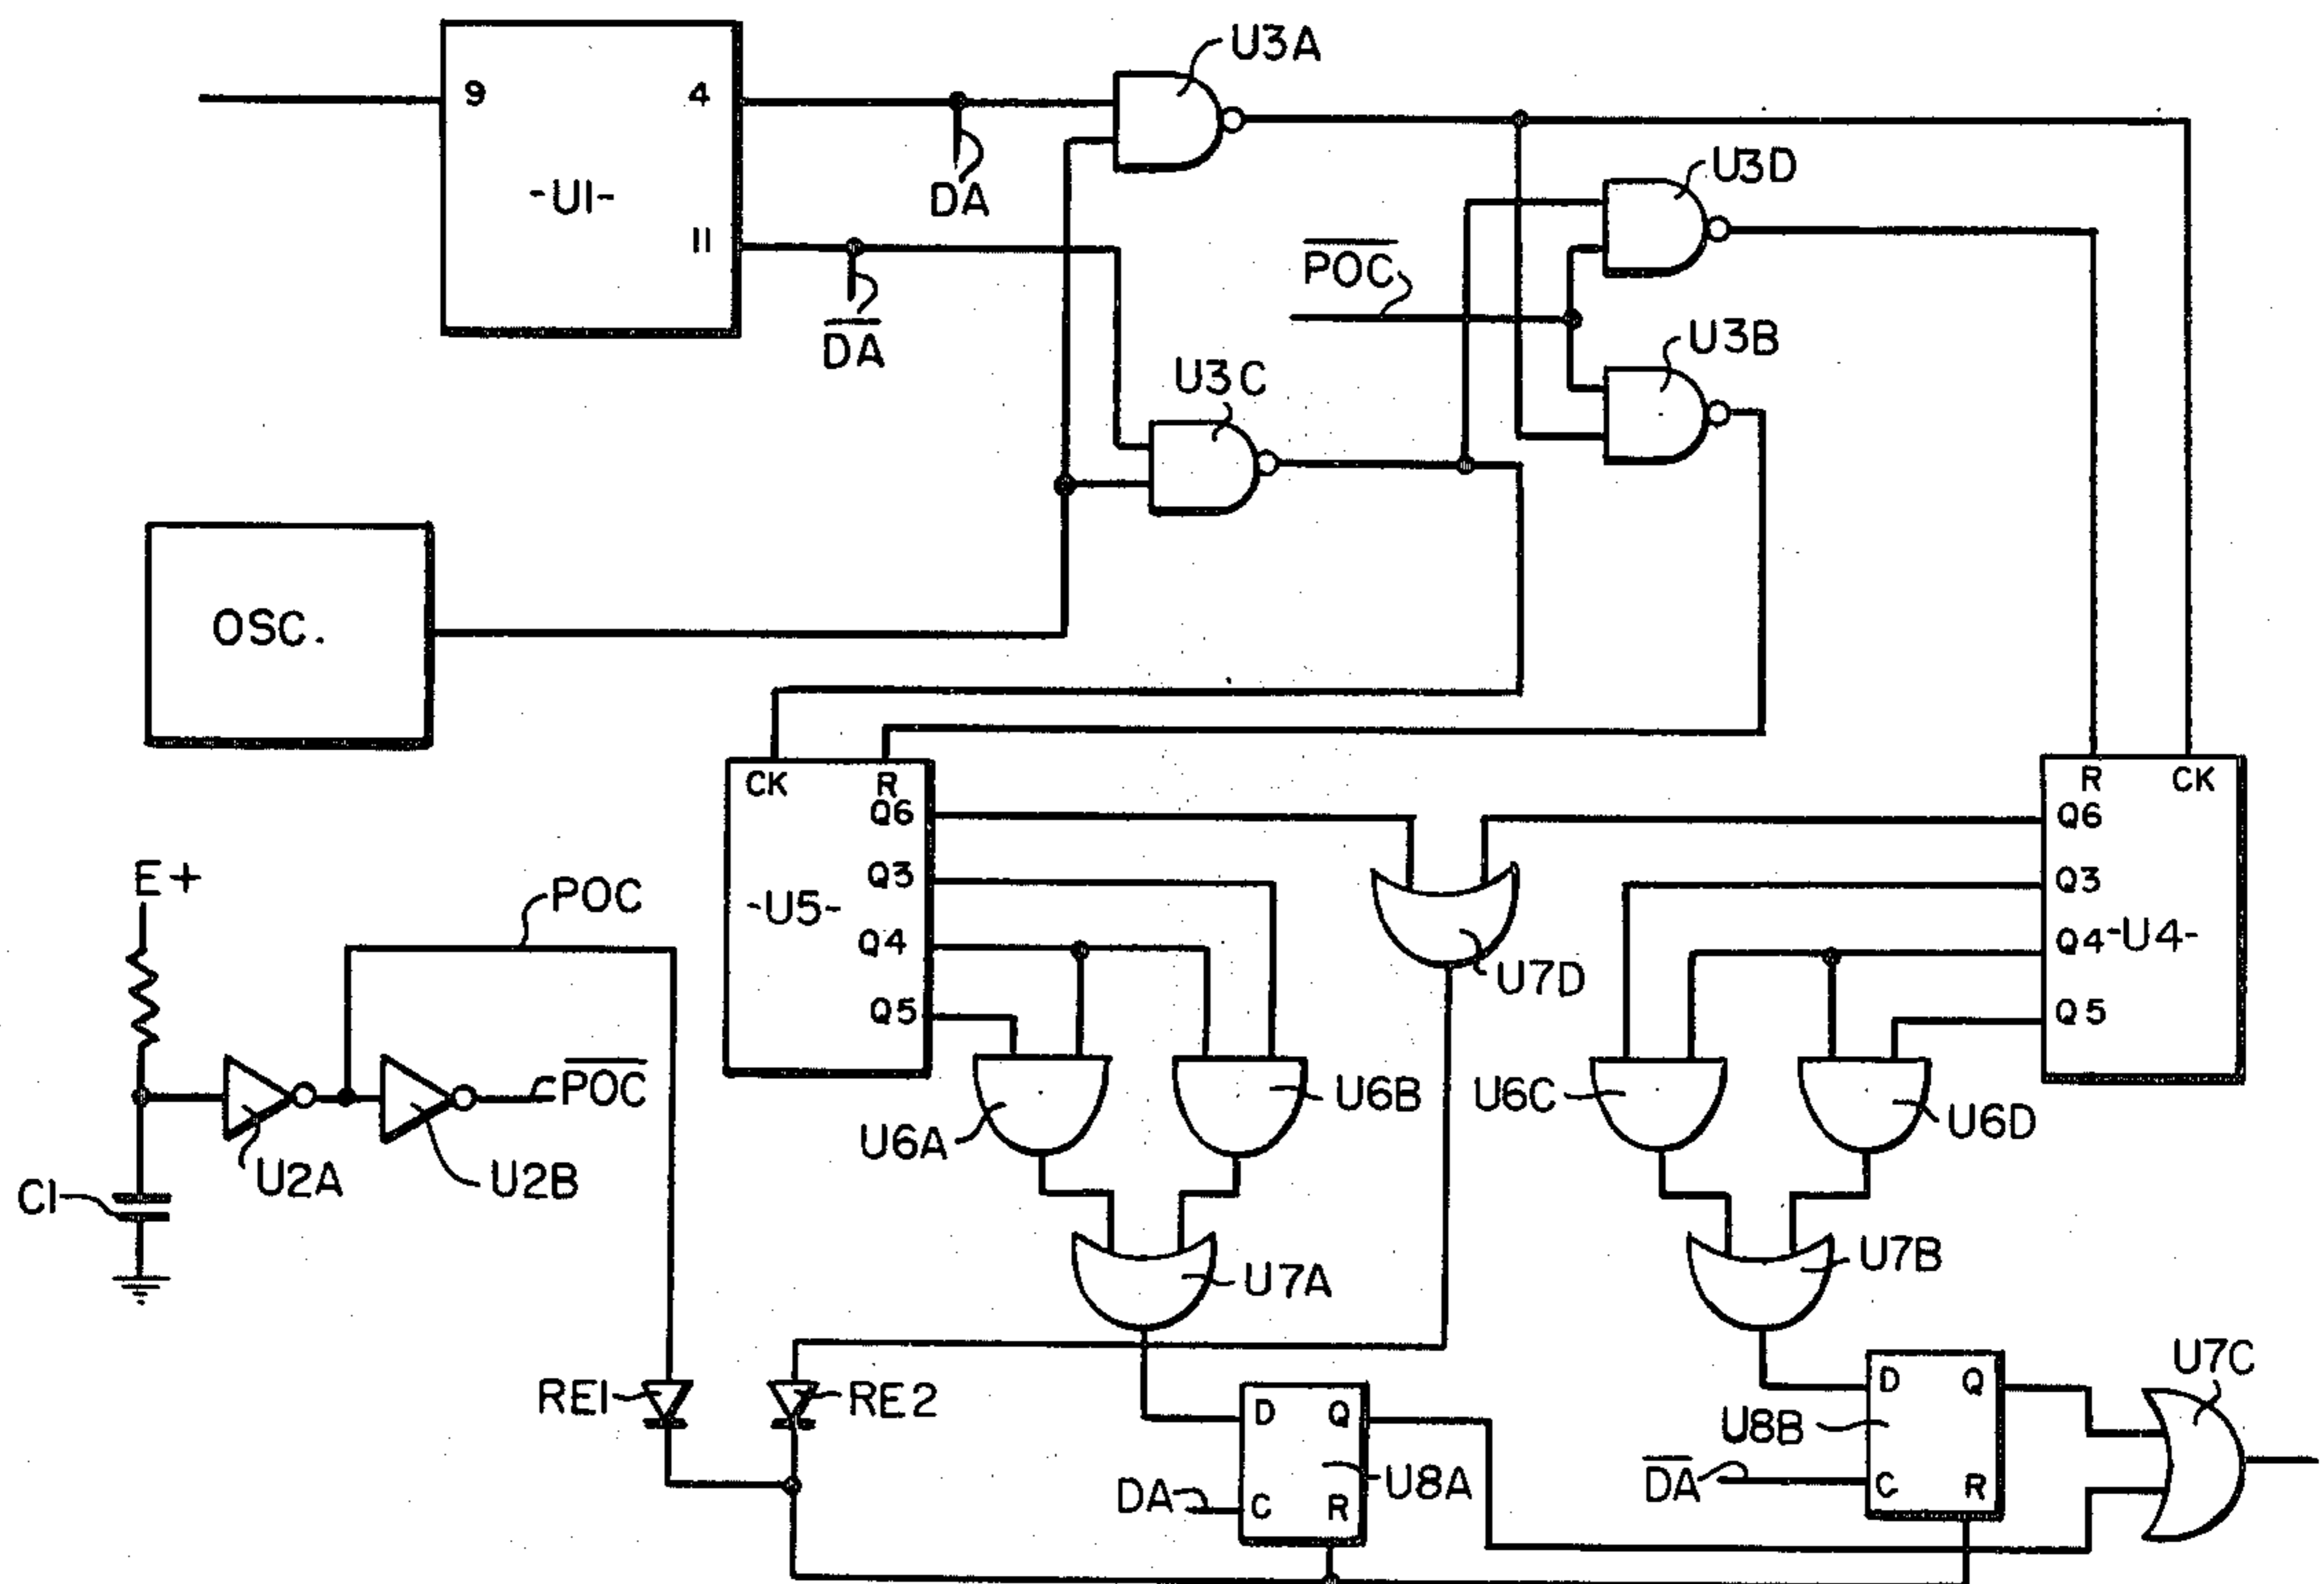 U3A
9 4
-U1-
DA
11
DA
U3D
POC
U3B
U3C
OSC.
CK R
Q6
Q3
-U5-
Q4
Q5
R CK
Q6
Q3
Q4 -U4-
Q5
E+
POC
U7D
POC
U6A
U6B
U6C
U6D
C1
U2A
U2B
U7A
U7B
RE1
RE2
D Q
DA C R
U8A
D Q
U8B
DA C R
U7C